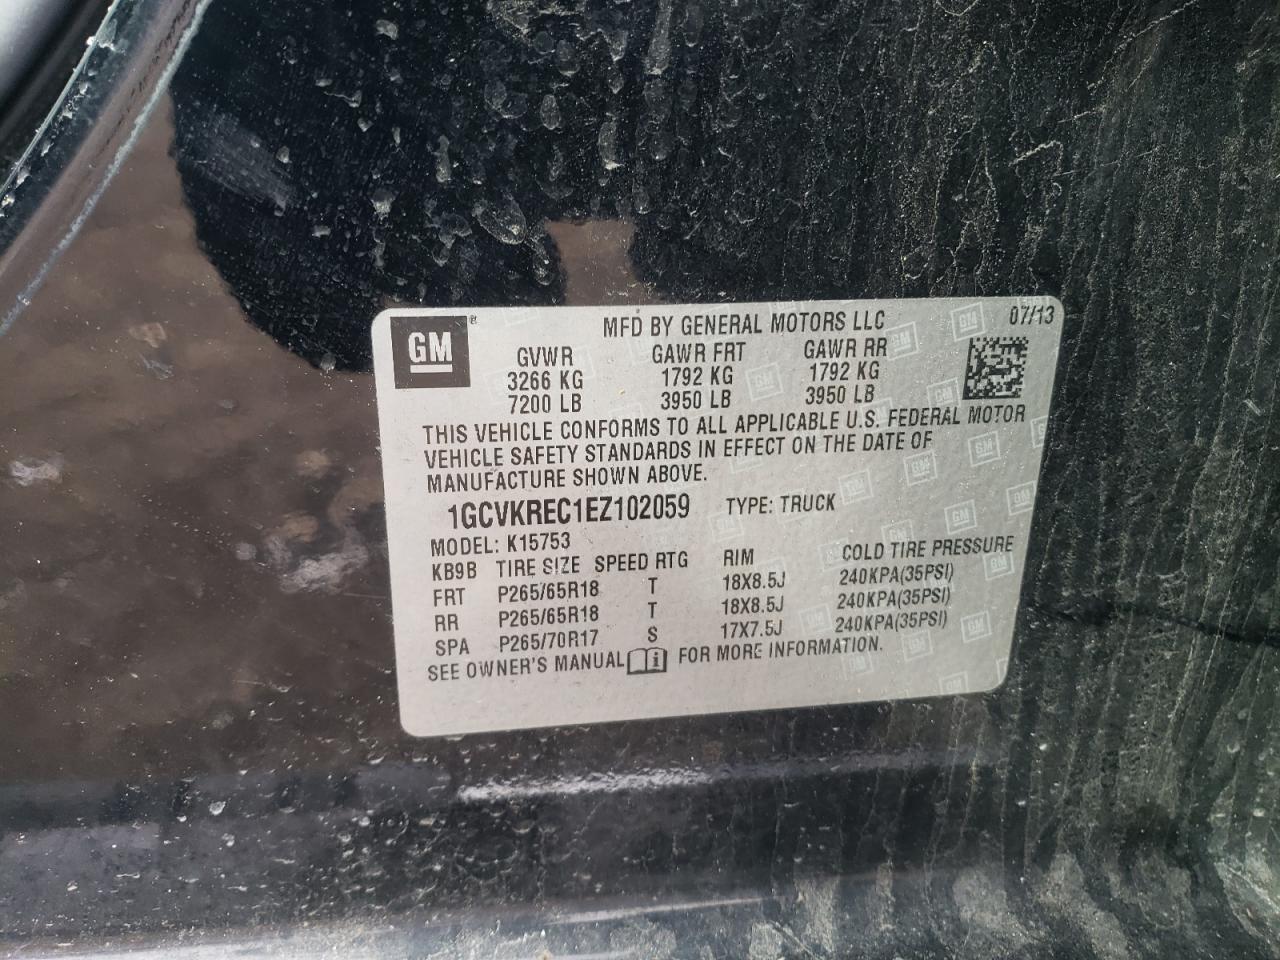 GM
MFD BY GENERAL MOTORS LLC 07/13
GVWR GAWR FRT GAWR RR
3266 KG 1792 KG 1792 KG
7200 LB 3950 LB 3950 LB
THIS VEHICLE CONFORMS TO ALL APPLICABLE U.S. FEDERAL MOTOR
VEHICLE SAFETY STANDARDS IN EFFECT ON THE DATE OF
MANUFACTURE SHOWN ABOVE.
1GCVKREC1EZ102059 TYPE: TRUCK
MODEL: K15753
KB9B TIRE SIZE SPEED RTG RIM COLD TIRE PRESSURE
FRT P265/65R18 T 18X8.5J 240KPA(35PSI)
RR P265/65R18 T 18X8.5J 240KPA(35PSI)
SPA P265/70R17 S 17X7.5J 240KPA(35PSI)
SEE OWNER'S MANUAL FOR MORE INFORMATION.